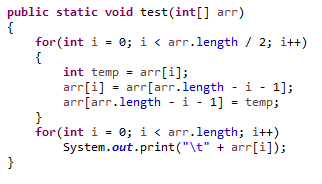 public static void test(int[] arr)
{
    for(int i = 0; i < arr.length / 2; i++)
    {
        int temp = arr[i];
        arr[i] = arr[arr.length - i - 1];
        arr[arr.length - i - 1] = temp;
    }
    for(int i = 0; i < arr.length; i++)
        System.out.print("\t" + arr[i]);
}